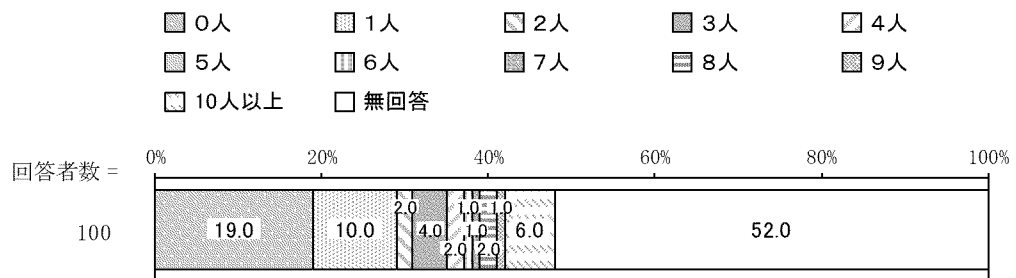 ０人 １人 ２人 ３人 ４人
５人 ６人 ７人 ８人 ９人
10人以上 無回答
回答者数 = 0% 20% 40% 60% 80% 100%
100 19.0 10.0 2.0 4.0 2.0 1.0 1.0 2.0 1.0 6.0 52.0